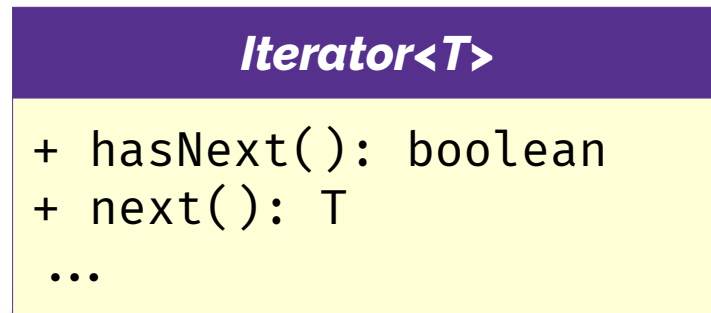 Iterator<T>
+ hasNext(): boolean
+ next(): T
...